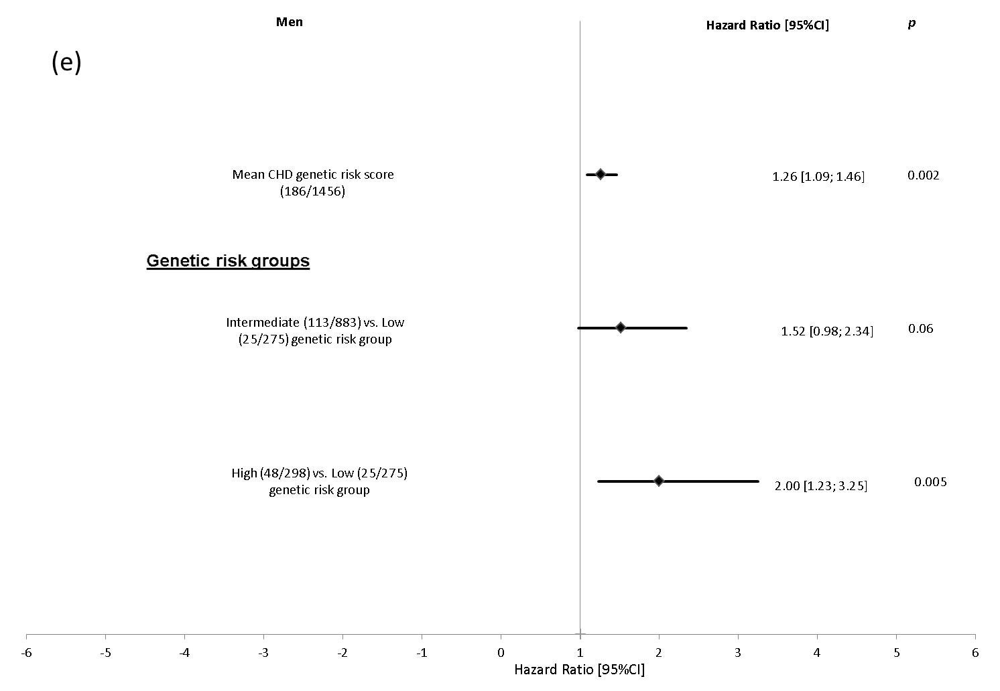 Men
Hazard Ratio [95%CI]
p
(e)
Mean CHD genetic risk score
(186/1456)
1.26 [1.09; 1.46]
0.002
Genetic risk groups
Intermediate (113/883) vs. Low
(25/275) genetic risk group
1.52 [0.98; 2.34]
0.06
High (48/298) vs. Low (25/275)
genetic risk group
2.00 [1.23; 3.25]
0.005
-6 -5 -4 -3 -2 -1 0 1 2 3 4 5 6
Hazard Ratio [95%CI]